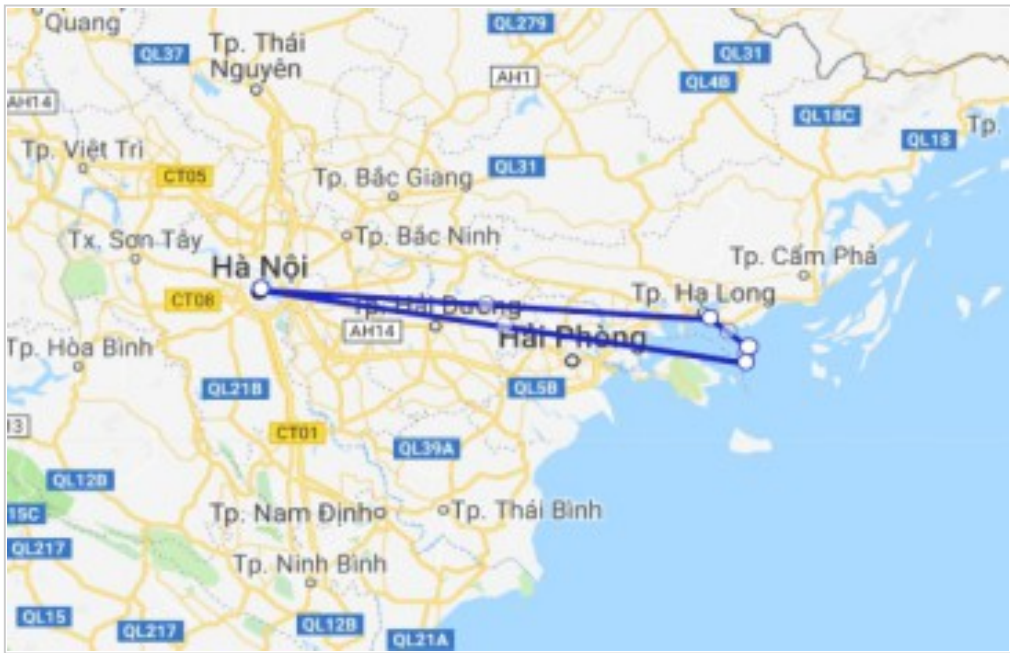 Quang
QL279
QL31
QL37
Tp. Thái
Nguyên
AH1
QL4B
AH14
QL18C
Tp.
QL18
Tp. Việt Trì
CT05
QL31
Tp. Bắc Giang
Tp. Bắc Ninh
Tx. Sơn Tây
Tp. Cẩm Phả
Hà Nội
CT08
Tp. Hạ Long
Tp. Hải Dương
AH14
Hải Phòng
Tp. Hòa Bình
QL21B
QL5B
13
CT01
QL39A
QL12B
15C
Tp. Nam Định
Tp. Thái Bình
QL217
Tp. Ninh Bình
QL15
QL217
QL12B
QL21A